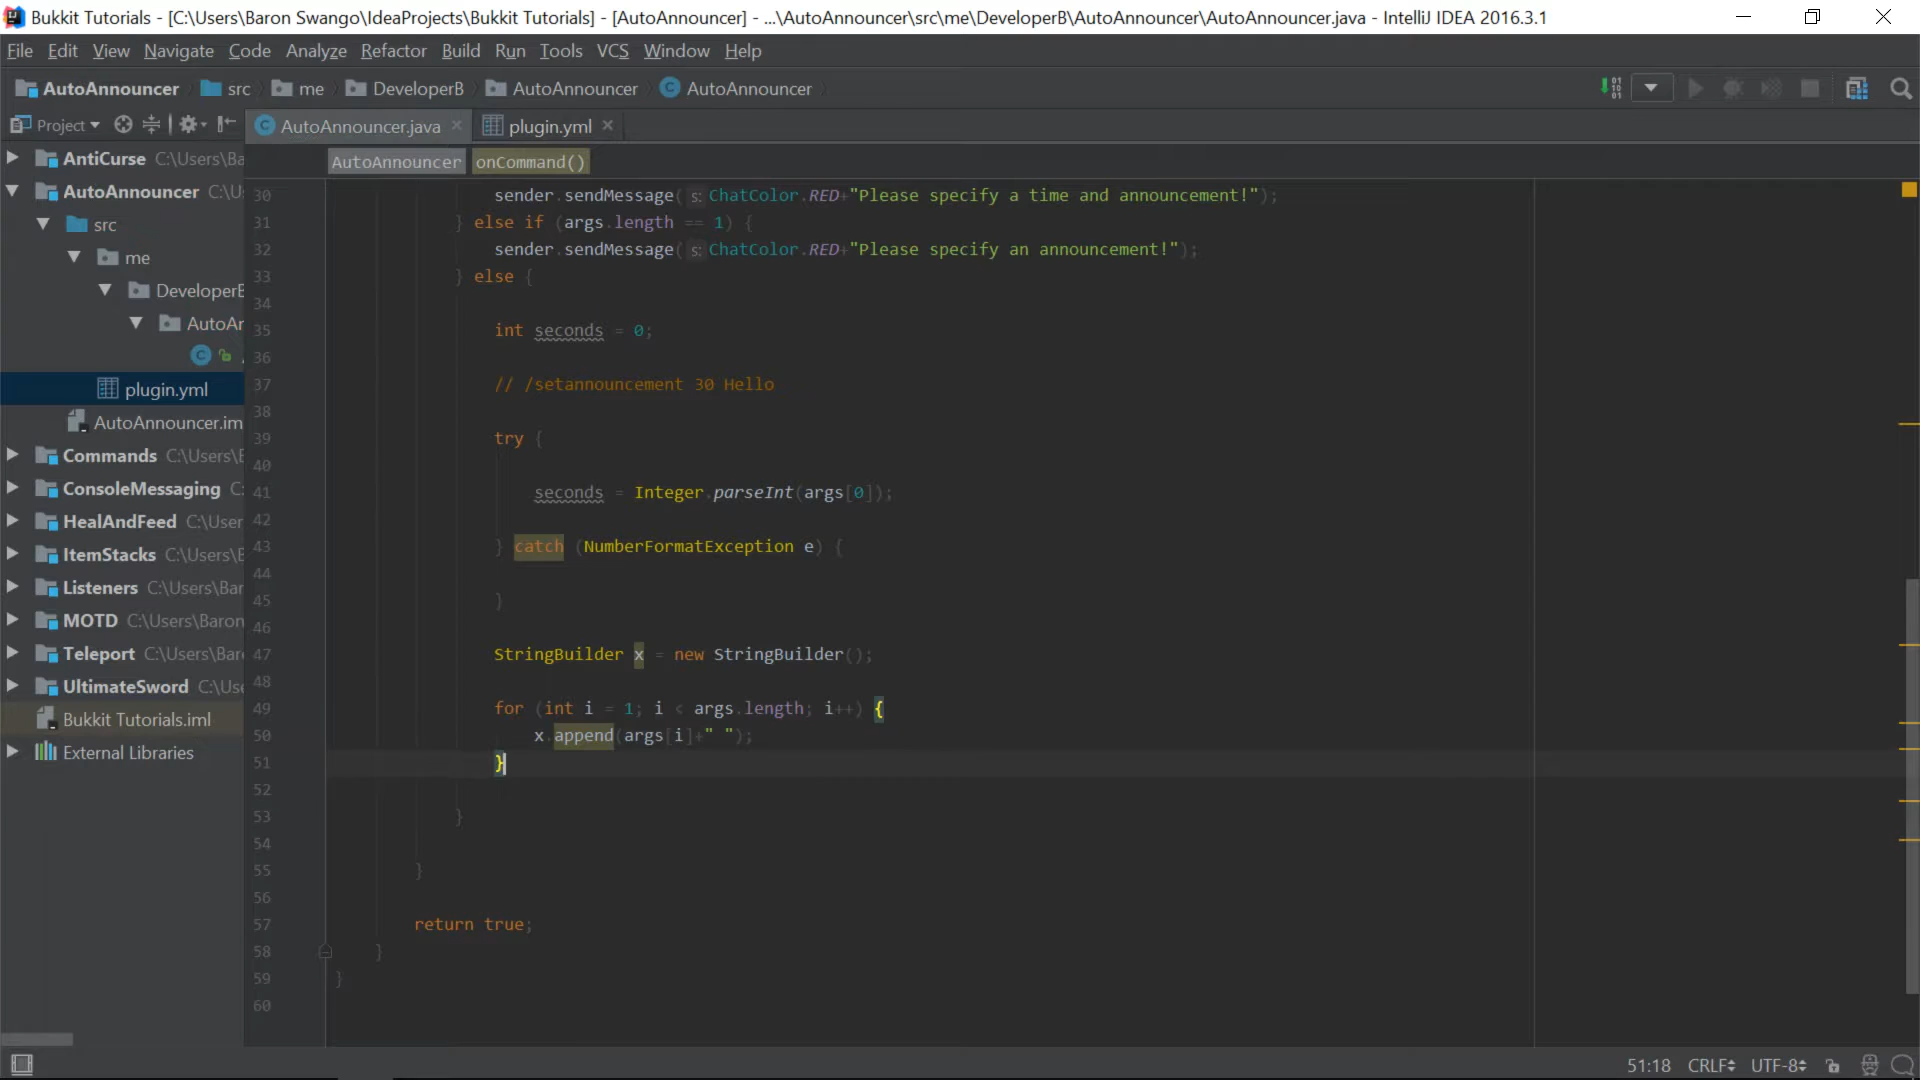 Bukkit Tutorials - [C:\Users\Baron Swango\IdeaProjects\Bukkit Tutorials] - [AutoAnnouncer] - ...\AutoAnnouncer\src\me\DeveloperB\AutoAnnouncer\AutoAnnouncer.java - IntelliJ IDEA 2016.3.1
File Edit View Navigate Code Analyze Refactor Build Run Tools VCS Window Help
AutoAnnouncer src me DeveloperB AutoAnnouncer AutoAnnouncer
Project AutoAnnouncer.java plugin.yml
AutoAnnouncer onCommand()
AntiCurse C:\Users\Ba
AutoAnnouncer C:\U
src
me
DeveloperB
AutoAr
plugin.yml
AutoAnnouncer.im
Commands C:\Users\B
ConsoleMessaging C:
HealAndFeed C:\User
ItemStacks C:\Users\B
Listeners C:\Users\Bar
MOTD C:\Users\Baron
Teleport C:\Users\Bar
UltimateSword C:\Use
Bukkit Tutorials.iml
External Libraries
30 sender.sendMessage( s: ChatColor.RED+"Please specify a time and announcement!");
31 } else if (args.length == 1) {
32 sender.sendMessage( s: ChatColor.RED+"Please specify an announcement!");
33 } else {
34
35 int seconds = 0;
36
37 // /setannouncement 30 Hello
38
39 try {
40
41 seconds = Integer.parseInt(args[0]);
42
43 } catch (NumberFormatException e) {
44
45 }
46
47 StringBuilder x = new StringBuilder();
48
49 for (int i = 1; i < args.length; i++) {
50 x.append(args[i]+" ");
51 }
52
53 }
54
55 }
56
57 return true;
58 }
59 }
60
51:18 CRLF UTF-8